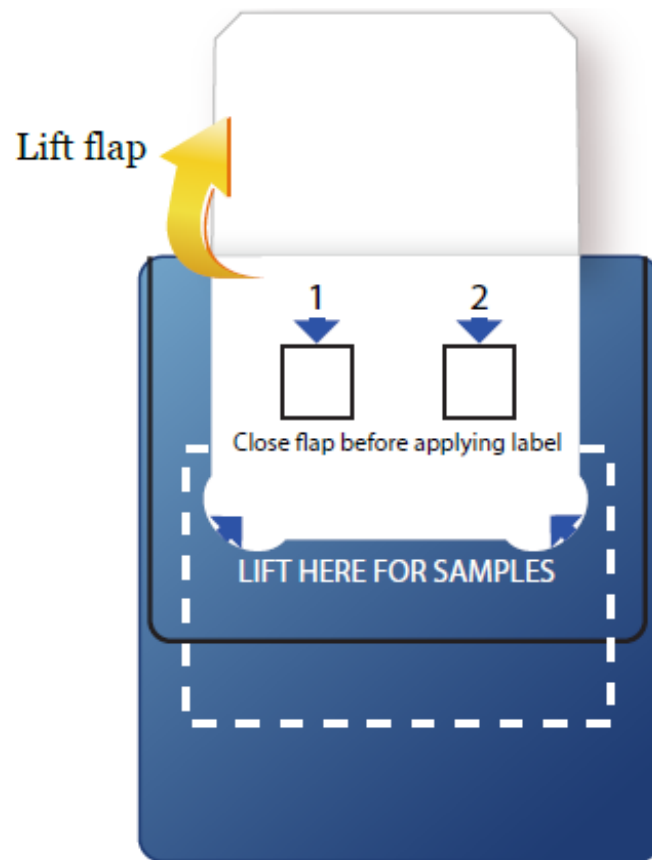 Lift flap
1 2
Close flap before applying label
LIFT HERE FOR SAMPLES